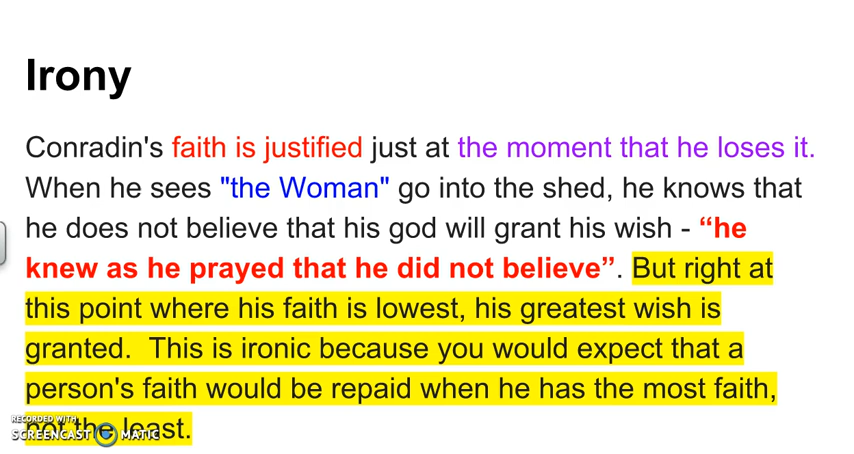 Irony
Conradin's faith is justified just at the moment that he loses it.
When he sees "the Woman" go into the shed, he knows that
he does not believe that his god will grant his wish - “he
knew as he prayed that he did not believe”. But right at
this point where his faith is lowest, his greatest wish is
granted.  This is ironic because you would expect that a
person's faith would be repaid when he has the most faith,
not the least.
RECORDED WITH
SCREENCAST MATIC